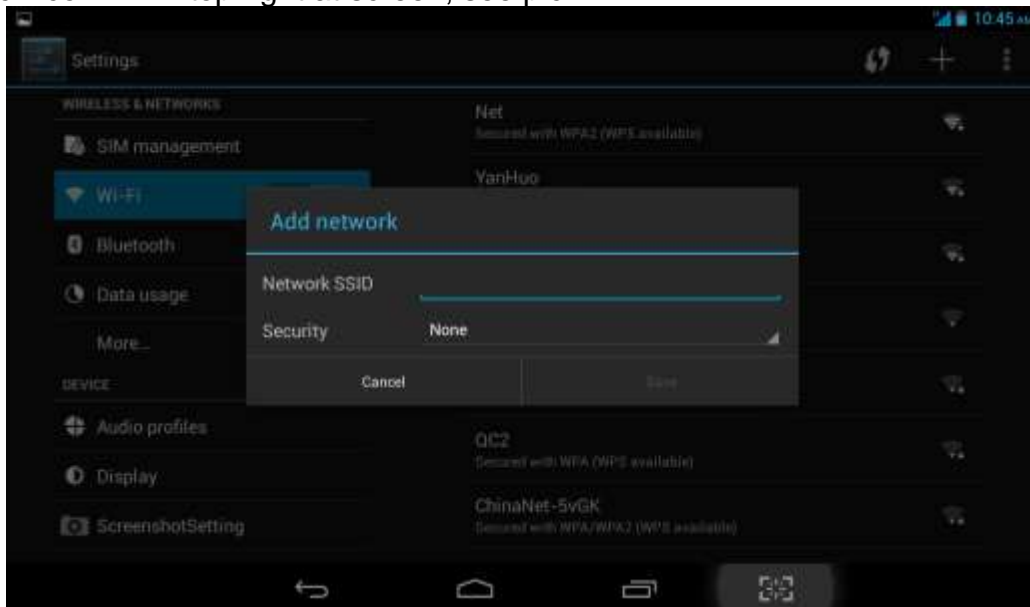 10:45 AM
Settings
WIRELESS & NETWORKS
SIM management
Wi-Fi
Bluetooth
Data usage
More...
DEVICE
Audio profiles
Display
ScreenshotSetting
Net
Secured with WPA2 (WPS available)
YanHuo
Add network
Network SSID
Security
None
Cancel
Save
QC2
Secured with WPA (WPS available)
ChinaNet-5vGK
Secured with WPA/WPA2 (WPS available)